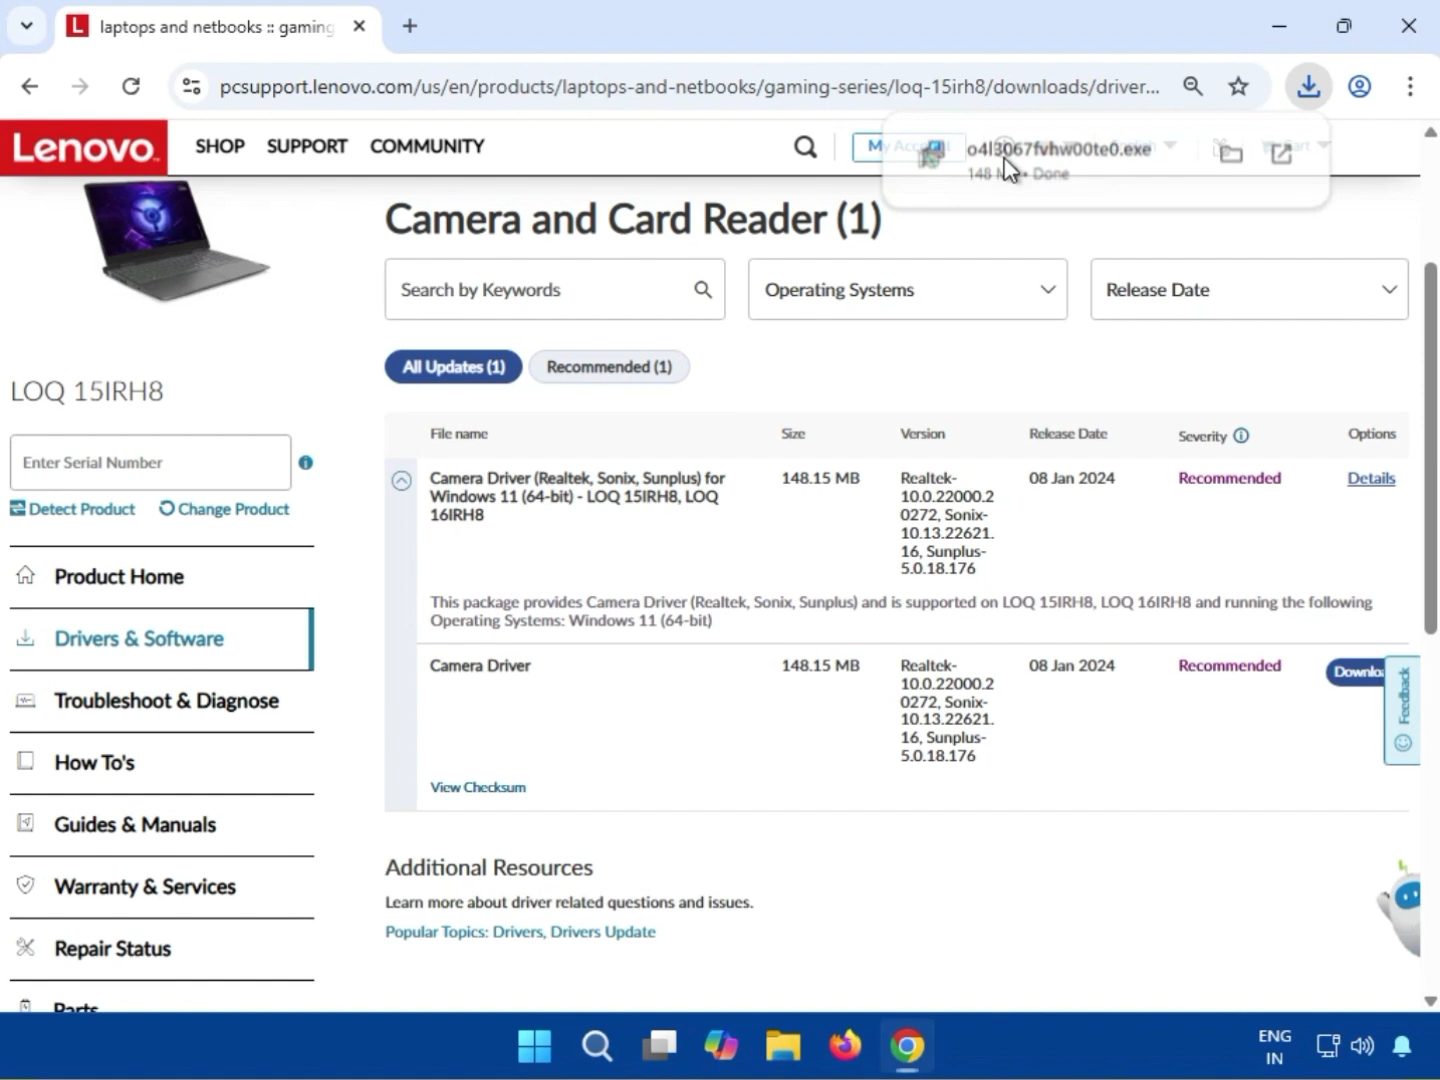 laptops and netbooks :: gaming
pcsupport.lenovo.com/us/en/products/laptops-and-netbooks/gaming-series/loq-15irh8/downloads/driver...
Lenovo
SHOP SUPPORT COMMUNITY
o4l3067fvhw00te0.exe
148 • Done
Camera and Card Reader (1)
Search by Keywords
Operating Systems
Release Date
All Updates (1)
Recommended (1)
LOQ 15IRH8
Enter Serial Number
Detect Product
Change Product
Product Home
Drivers & Software
Troubleshoot & Diagnose
How To's
Guides & Manuals
Warranty & Services
Repair Status
Parts
File name Size Version Release Date Severity Options
Camera Driver (Realtek, Sonix, Sunplus) for
Windows 11 (64-bit) - LOQ 15IRH8, LOQ
16IRH8
148.15 MB
Realtek-
10.0.22000.2
0272, Sonix-
10.13.22621.
16, Sunplus-
5.0.18.176
08 Jan 2024
Recommended
Details
This package provides Camera Driver (Realtek, Sonix, Sunplus) and is supported on LOQ 15IRH8, LOQ 16IRH8 and running the following
Operating Systems: Windows 11 (64-bit)
Camera Driver
148.15 MB
Realtek-
10.0.22000.2
0272, Sonix-
10.13.22621.
16, Sunplus-
5.0.18.176
08 Jan 2024
Recommended
Downloa
Feedback
View Checksum
Additional Resources
Learn more about driver related questions and issues.
Popular Topics: Drivers, Drivers Update
ENG
IN